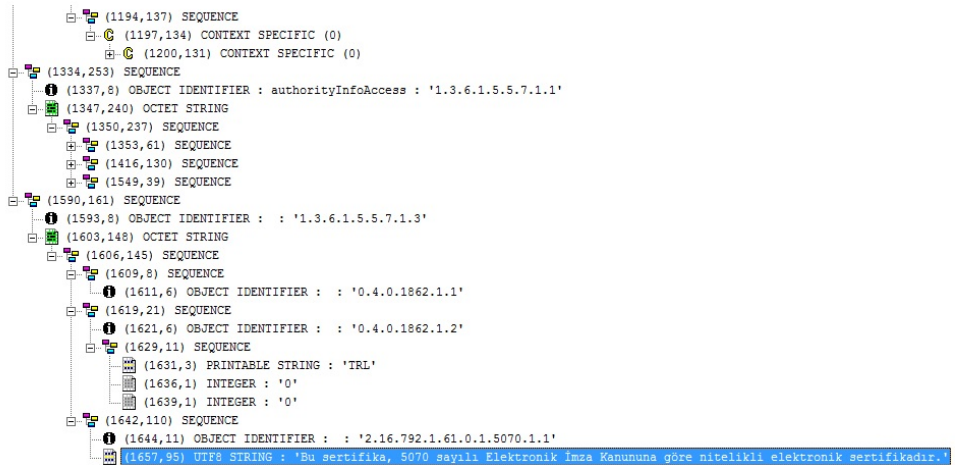 (1194,137) SEQUENCE
C (1197,134) CONTEXT SPECIFIC (0)
C (1200,131) CONTEXT SPECIFIC (0)
(1334,253) SEQUENCE
(1337,8) OBJECT IDENTIFIER : authorityInfoAccess : '1.3.6.1.5.5.7.1.1'
(1347,240) OCTET STRING
(1350,237) SEQUENCE
(1353,61) SEQUENCE
(1416,130) SEQUENCE
(1549,39) SEQUENCE
(1590,161) SEQUENCE
(1593,8) OBJECT IDENTIFIER : : '1.3.6.1.5.5.7.1.3'
(1603,148) OCTET STRING
(1606,145) SEQUENCE
(1609,8) SEQUENCE
(1611,6) OBJECT IDENTIFIER : : '0.4.0.1862.1.1'
(1619,21) SEQUENCE
(1621,6) OBJECT IDENTIFIER : : '0.4.0.1862.1.2'
(1629,11) SEQUENCE
(1631,3) PRINTABLE STRING : 'TRL'
(1636,1) INTEGER : '0'
(1639,1) INTEGER : '0'
(1642,110) SEQUENCE
(1644,11) OBJECT IDENTIFIER : : '2.16.792.1.61.0.1.5070.1.1'
(1657,95) UTF8 STRING : 'Bu sertifika, 5070 sayılı Elektronik İmza Kanununa göre nitelikli elektronik sertifikadır.'